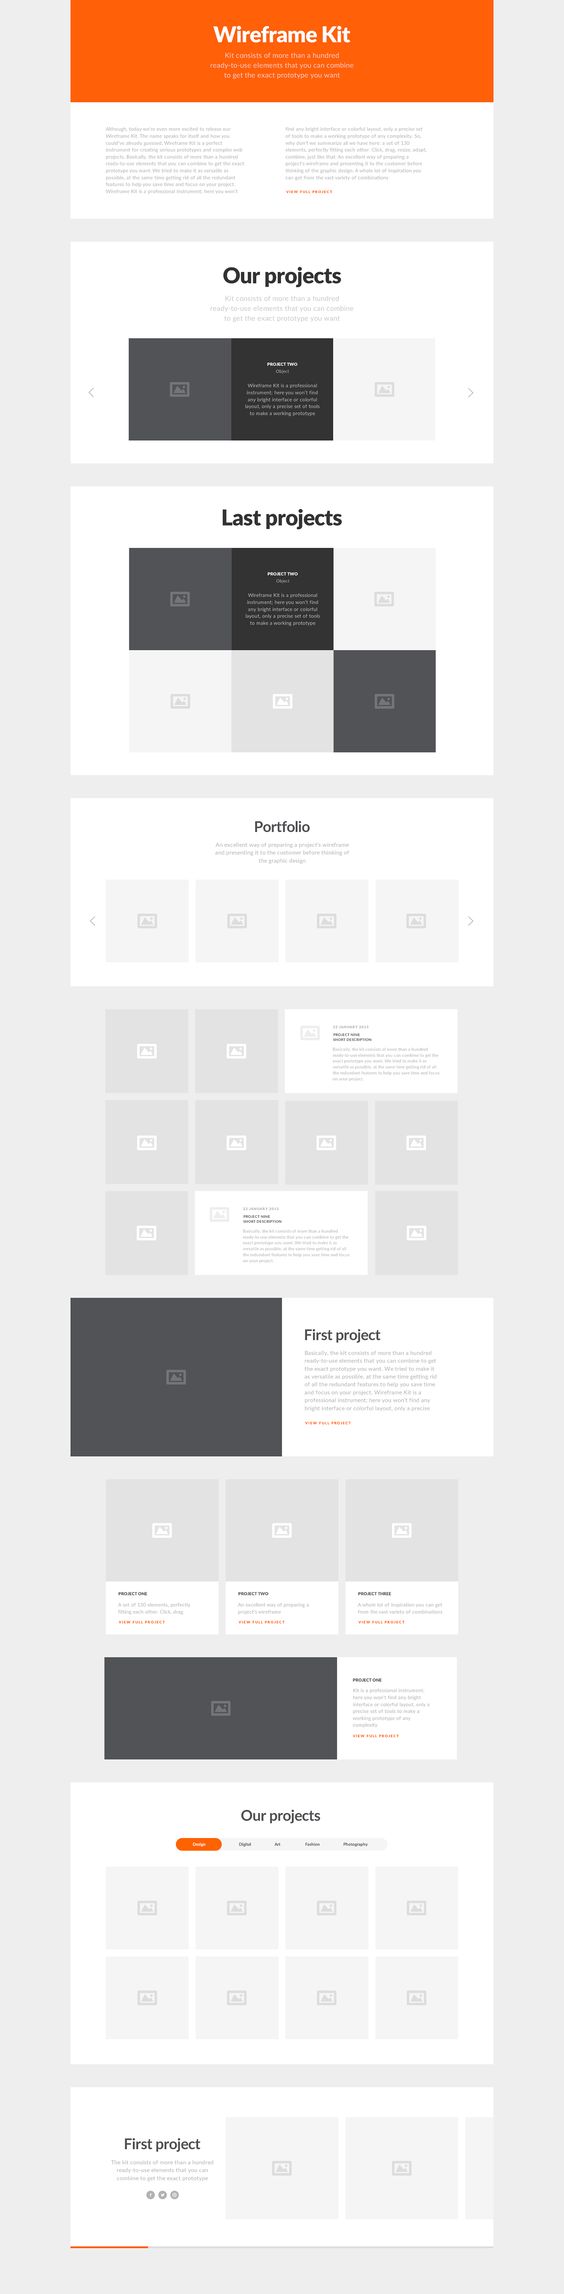 Wireframe Kit
Kit consists of more than a hundred
ready-to-use elements that you can combine
to get the exact prototype you want
Although, today we're even more excited to release our
Wireframe Kit. The name speaks for itself and how you
could've already guessed, Wireframe Kit is a perfect
instrument for creating serious prototypes and complex web
projects. Basically, the kit consists of more than a hundred
ready-to-use elements that you can combine to get the exact
prototype you want. We tried to make it as versatile as
possible, at the same time getting rid of all the redundant
features to help you save time and focus on your project.
Wireframe Kit is a professional instrument; here you won't
find any bright interface or colorful layout, only a precise set
of tools to make a working prototype of any complexity. So,
why don't we summarize all we have here: a set of 130
elements, perfectly fitting each other. Click, drag, resize, adapt,
combine, just like that. An excellent way of preparing a
project's wireframe and presenting it to the customer before
thinking of the graphic design. A whole lot of inspiration you
can get from the vast variety of combinations
VIEW FULL PROJECT
Our projects
Kit consists of more than a hundred
ready-to-use elements that you can combine
to get the exact prototype you want
PROJECT TWO
Object
Wireframe Kit is a professional
instrument; here you won't find
any bright interface or colorful
layout, only a precise set of tools
to make a working prototype
Last projects
PROJECT TWO
Object
Wireframe Kit is a professional
instrument; here you won't find
any bright interface or colorful
layout, only a precise set of tools
to make a working prototype
Portfolio
An excellent way of preparing a project's wireframe
and presenting it to the customer before thinking of
the graphic design
22 JANUARY 2013
PROJECT NINE
SHORT DESCRIPTION
Basically, the kit consists of more than a hundred
ready-to-use elements that you can combine to get the
exact prototype you want. We tried to make it as
versatile as possible, at the same time getting rid of all
the redundant features to help you save time and focus
on your project.
22 JANUARY 2013
PROJECT NINE
SHORT DESCRIPTION
Basically, the kit consists of more than a hundred
ready-to-use elements that you can combine to get the
exact prototype you want. We tried to make it as
versatile as possible, at the same time getting rid of all
the redundant features to help you save time and focus
on your project.
First project
Basically, the kit consists of more than a hundred
ready-to-use elements that you can combine to get
the exact prototype you want. We tried to make it
as versatile as possible, at the same time getting rid
of all the redundant features to help you save time
and focus on your project. Wireframe Kit is a
professional instrument; here you won't find any
bright interface or colorful layout, only a precise
VIEW FULL PROJECT
PROJECT ONE
A set of 130 elements, perfectly
fitting each other. Click, drag
VIEW FULL PROJECT
PROJECT TWO
An excellent way of preparing a
project's wireframe
VIEW FULL PROJECT
PROJECT THREE
A whole lot of inspiration you can get
from the vast variety of combinations
VIEW FULL PROJECT
PROJECT ONE
Kit is a professional instrument;
here you won't find any bright
interface or colorful layout, only a
precise set of tools to make a
working prototype of any
complexity
VIEW FULL PROJECT
Our projects
Design Digital Art Fashion Photography
First project
The kit consists of more than a hundred
ready-to-use elements that you can
combine to get the exact prototype